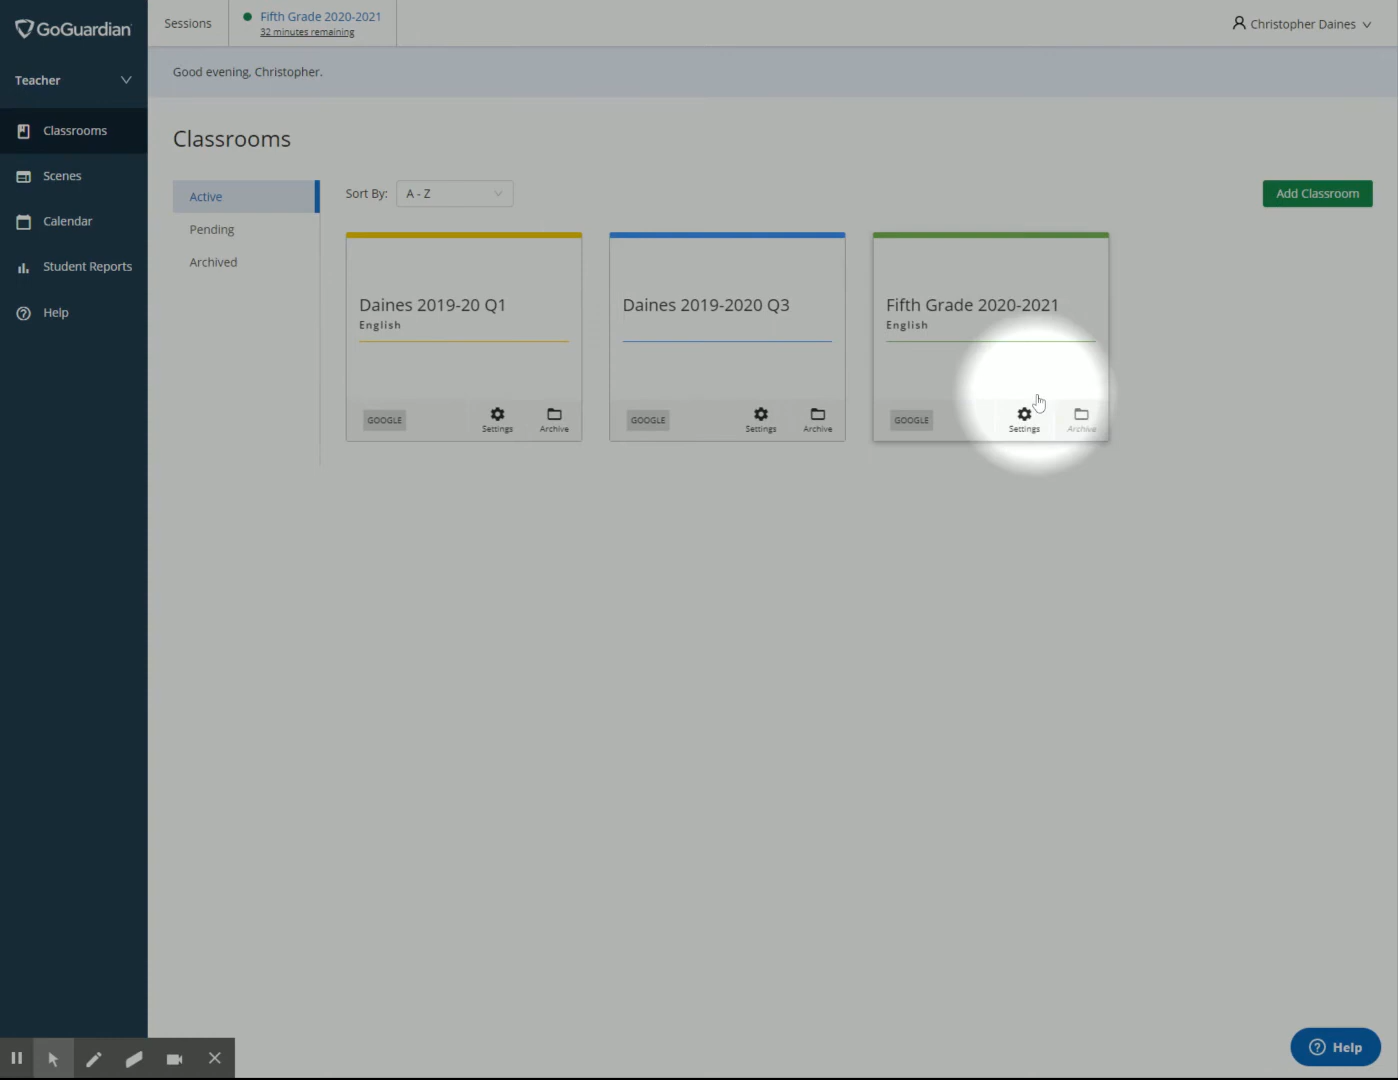 GoGuardian
Teacher
Classrooms
Scenes
Calendar
Student Reports
Help
Sessions
Fifth Grade 2020-2021
32 minutes remaining
Christopher Daines
Good evening, Christopher.
Classrooms
Active
Pending
Archived
Sort By: A - Z
Add Classroom
Daines 2019-20 Q1
English
GOOGLE Settings Archive
Daines 2019-2020 Q3
GOOGLE Settings Archive
Fifth Grade 2020-2021
English
GOOGLE Settings Archive
Help